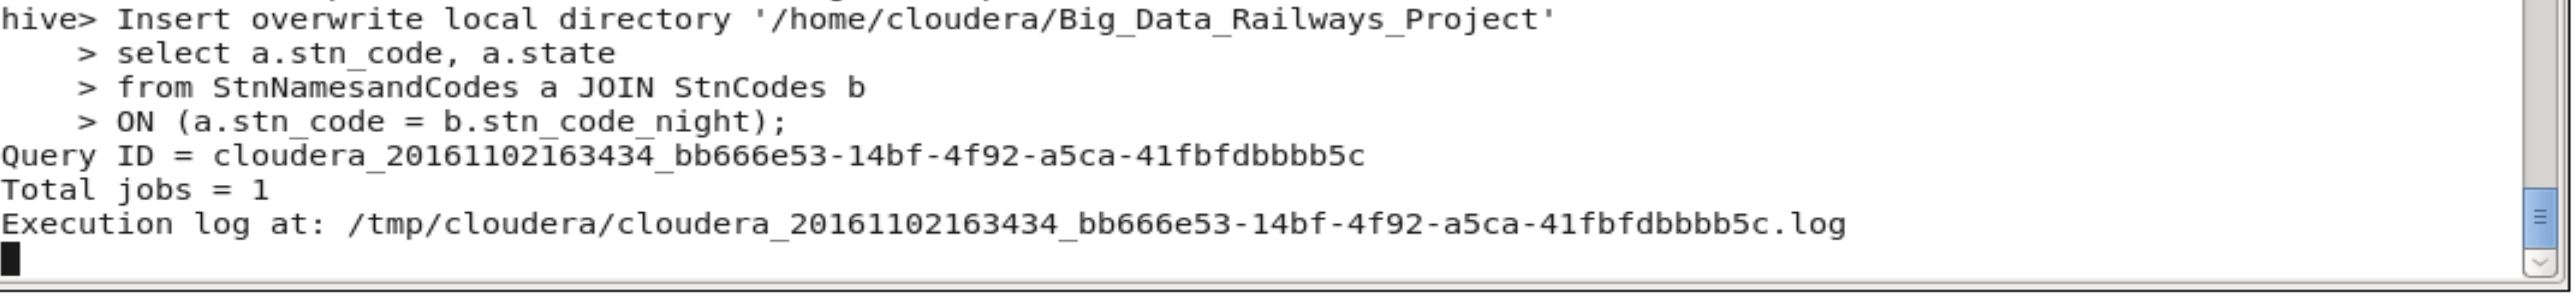 hive> Insert overwrite local directory '/home/cloudera/Big_Data_Railways_Project'
    > select a.stn_code, a.state
    > from StnNamesandCodes a JOIN StnCodes b
    > ON (a.stn_code = b.stn_code_night);
Query ID = cloudera_20161102163434_bb666e53-14bf-4f92-a5ca-41fbfdbbbb5c
Total jobs = 1
Execution log at: /tmp/cloudera/cloudera_20161102163434_bb666e53-14bf-4f92-a5ca-41fbfdbbbb5c.log